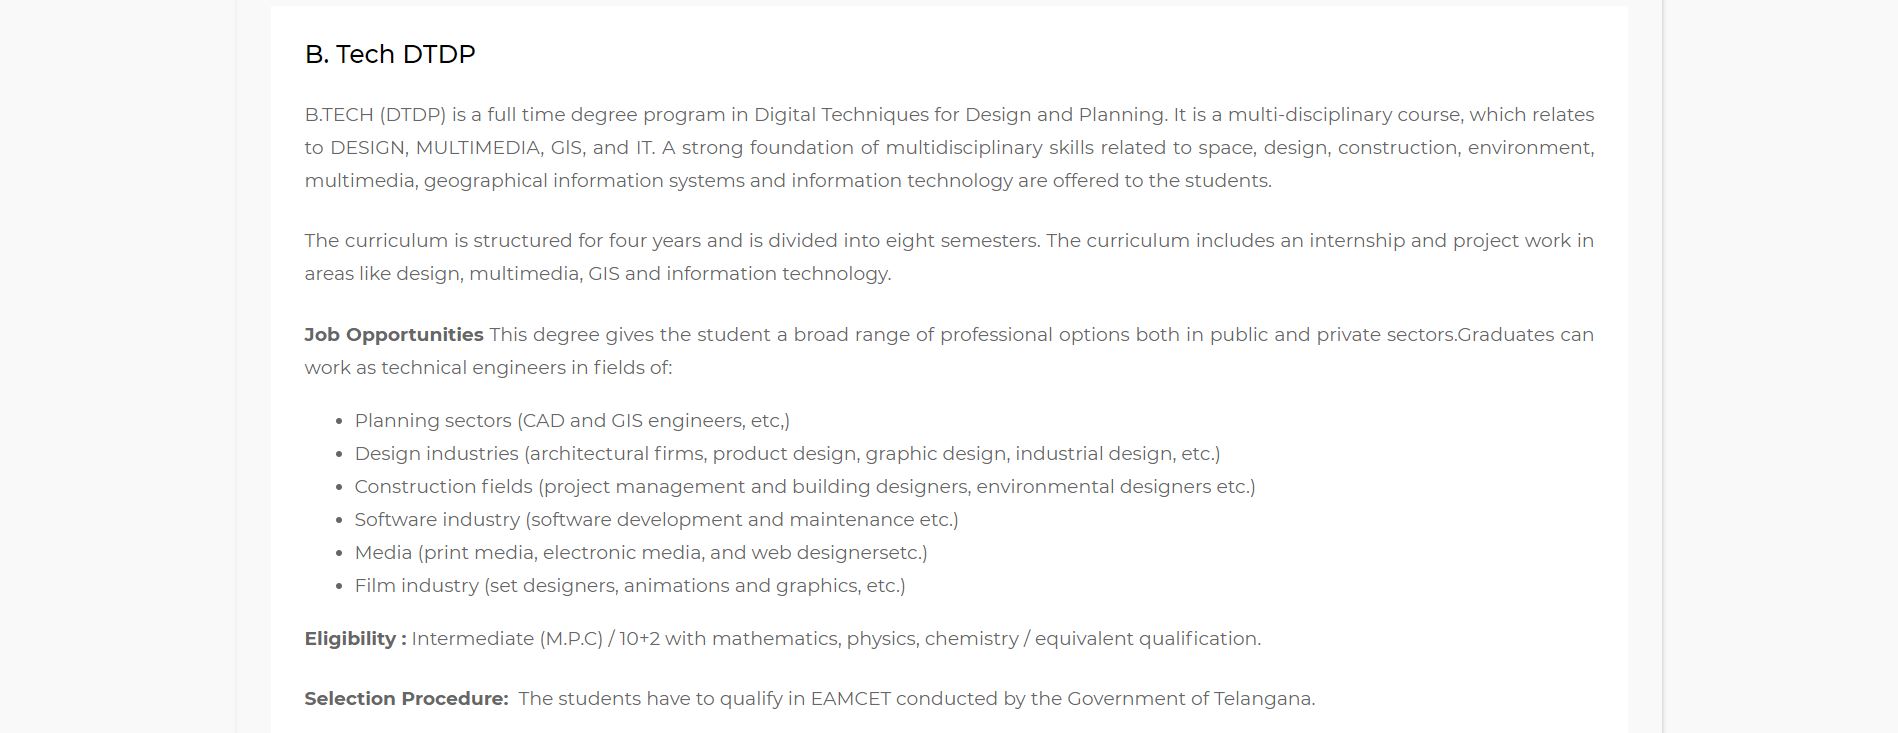 B. Tech DTDP
B.TECH (DTDP) is a full time degree program in Digital Techniques for Design and Planning. It is a multi-disciplinary course, which relates
to DESIGN, MULTIMEDIA, GlS, and IT. A strong foundation of multidisciplinary skills related to space, design, construction, environment,
multimedia, geographical information systems and information technology are offered to the students.
The curriculum is structured for four years and is divided into eight semesters. The curriculum includes an internship and project work in
areas like design, multimedia, GIS and information technology.
Job Opportunities This degree gives the student a broad range of professional options both in public and private sectors.Graduates can
work as technical engineers in fields of:
• Planning sectors (CAD and GIS engineers, etc,)
• Design industries (architectural firms, product design, graphic design, industrial design, etc.)
• Construction fields (project management and building designers, environmental designers etc.)
• Software industry (software development and maintenance etc.)
• Media (print media, electronic media, and web designersetc.)
• Film industry (set designers, animations and graphics, etc.)
Eligibility : Intermediate (M.P.C) / 10+2 with mathematics, physics, chemistry / equivalent qualification.
Selection Procedure: The students have to qualify in EAMCET conducted by the Government of Telangana.